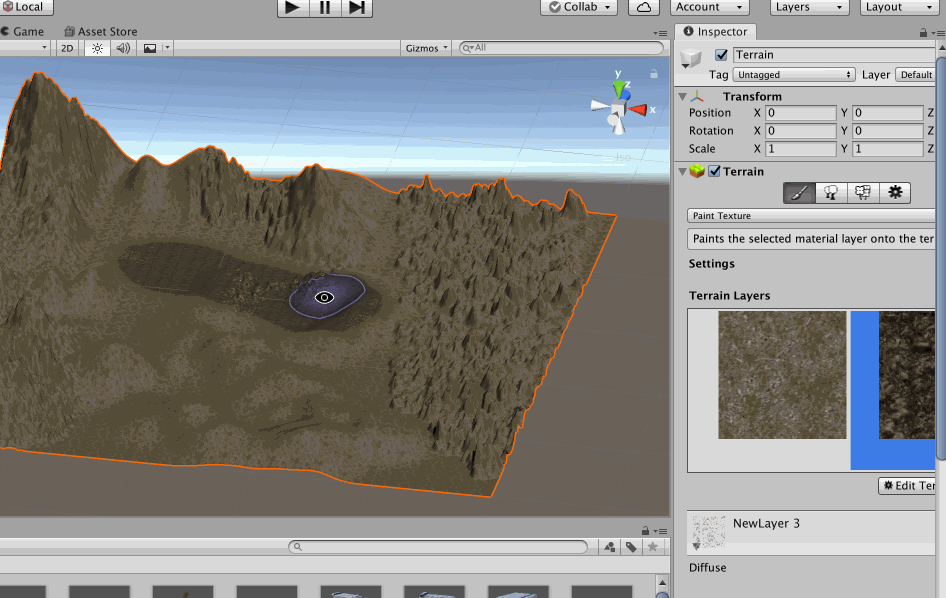 Local
Collab
Account
Layers
Layout
Game
Asset Store
2D
Gizmos
All
y
z
x
Iso
Inspector
Terrain
Tag Untagged Layer Default
Transform
Position X 0 Y 0 Z
Rotation X 0 Y 0 Z
Scale X 1 Y 1 Z
Terrain
Paint Texture
Paints the selected material layer onto the ter
Settings
Terrain Layers
Edit Ter
NewLayer 3
Diffuse